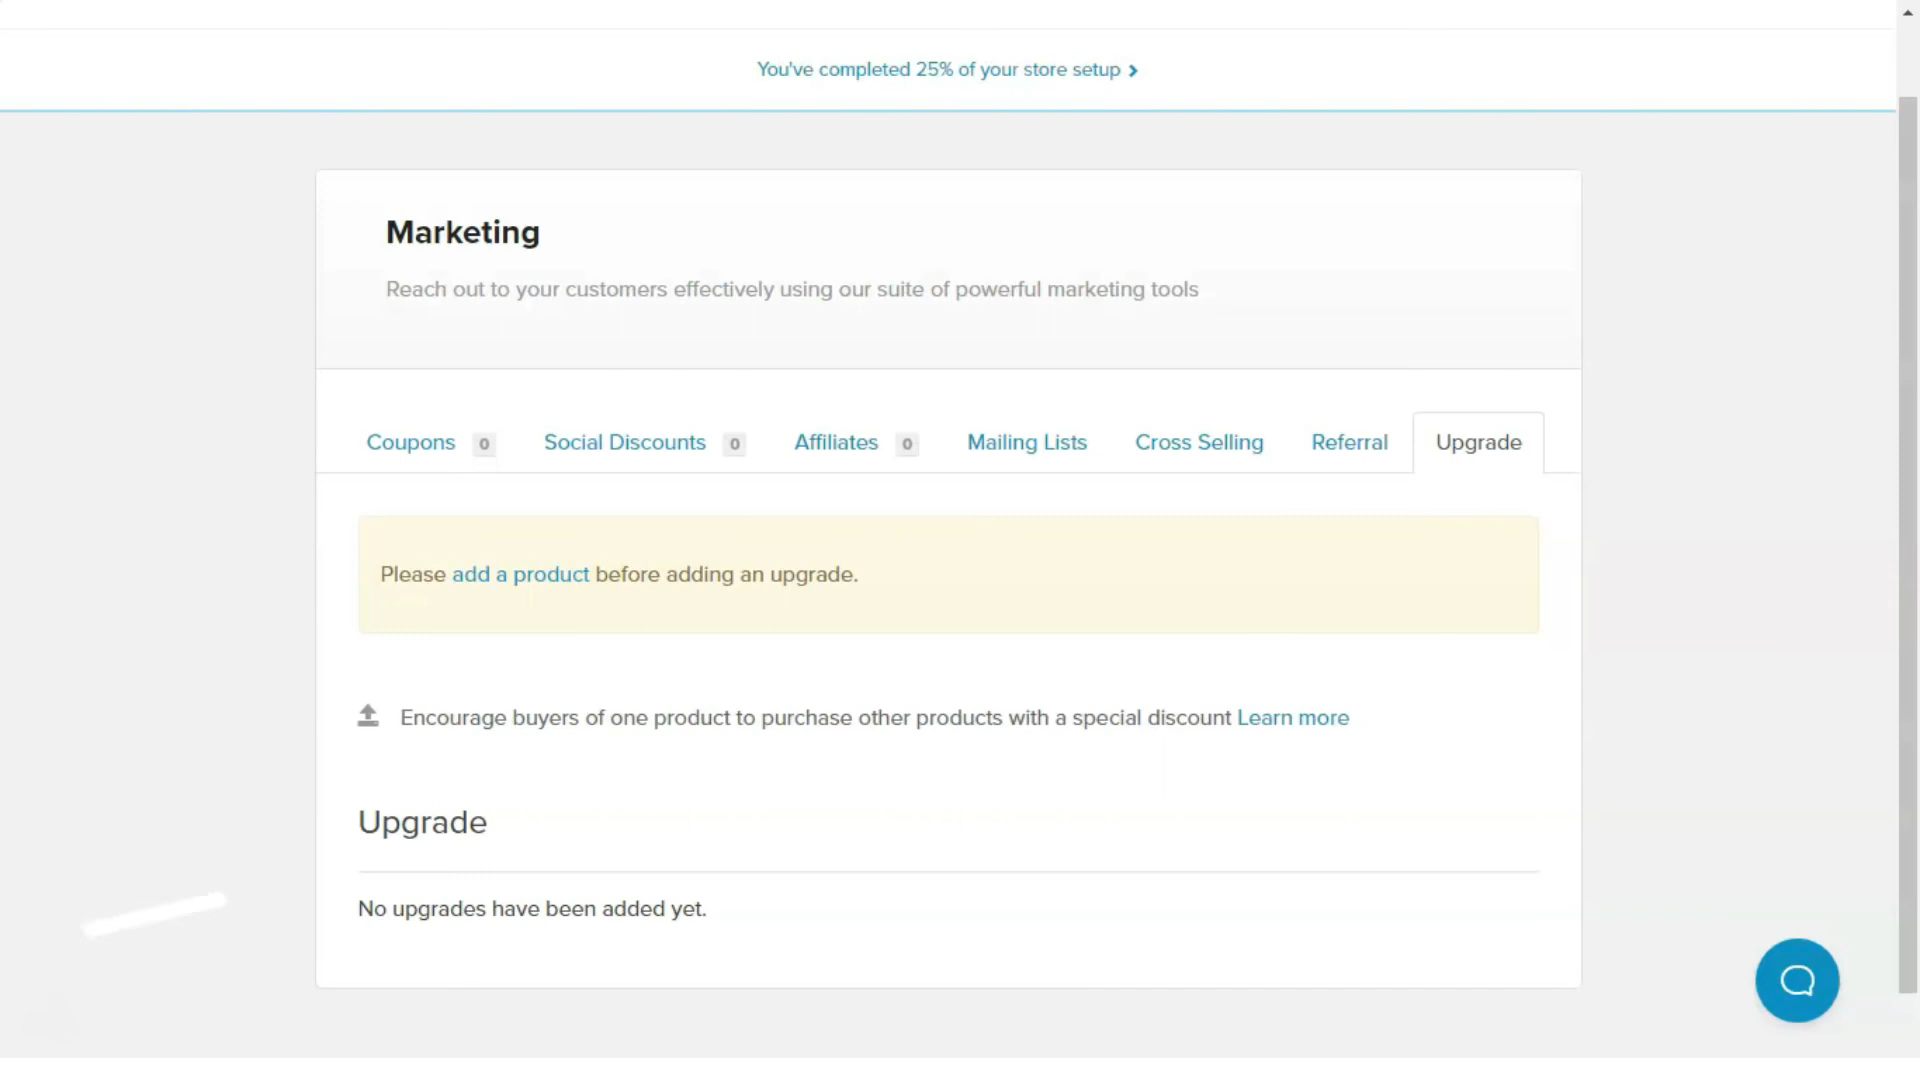 You've completed 25% of your store setup
Marketing
Reach out to your customers effectively using our suite of powerful marketing tools
Coupons 0 Social Discounts 0 Affiliates 0 Mailing Lists Cross Selling Referral Upgrade
Please add a product before adding an upgrade.
Encourage buyers of one product to purchase other products with a special discount Learn more
Upgrade
No upgrades have been added yet.